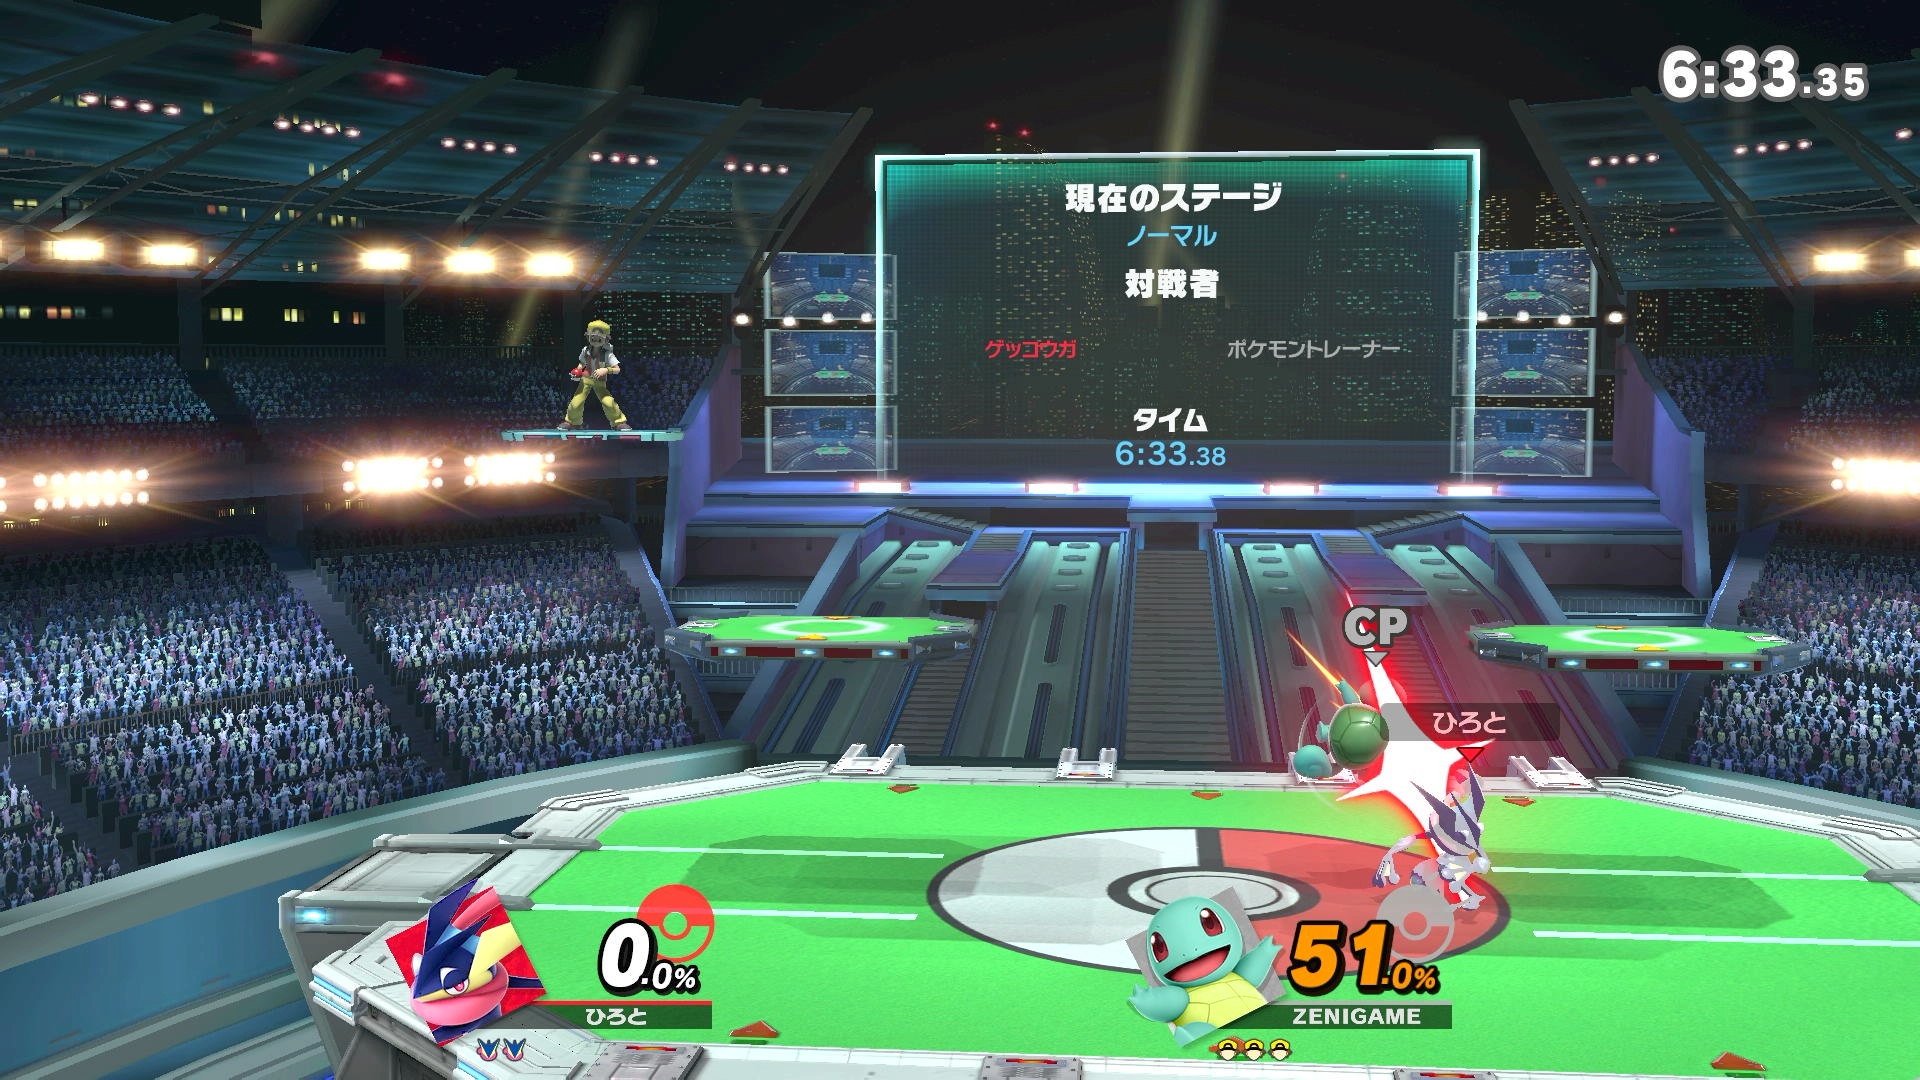 6:33.35
現在のステージ
ノーマル
対戦者
ゲッコウガ
ポケモントレーナー
タイム
6:33.38
CP
ひろと
0.0%
ひろと
51.0%
ZENIGAME